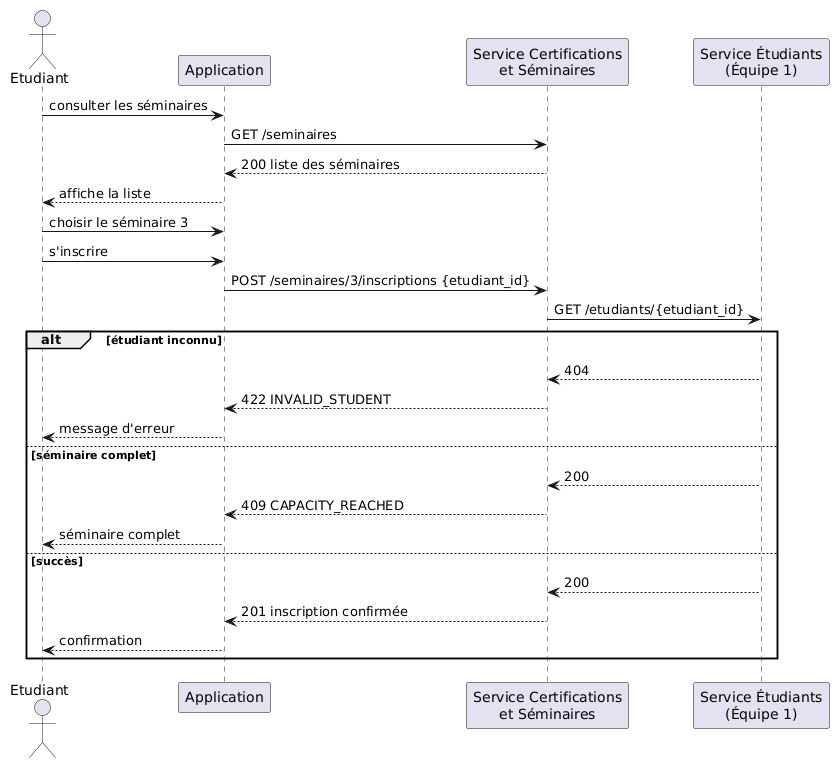 Etudiant
Application
Service Certifications
et Séminaires
Service Étudiants
(Équipe 1)
consulter les séminaires
GET /seminaires
200 liste des séminaires
affiche la liste
choisir le séminaire 3
s'inscrire
POST /seminaires/3/inscriptions {etudiant_id}
GET /etudiants/{etudiant_id}
alt
[étudiant inconnu]
404
422 INVALID_STUDENT
message d'erreur
[séminaire complet]
200
409 CAPACITY_REACHED
séminaire complet
[succès]
200
201 inscription confirmée
confirmation
Etudiant
Application
Service Certifications
et Séminaires
Service Étudiants
(Équipe 1)